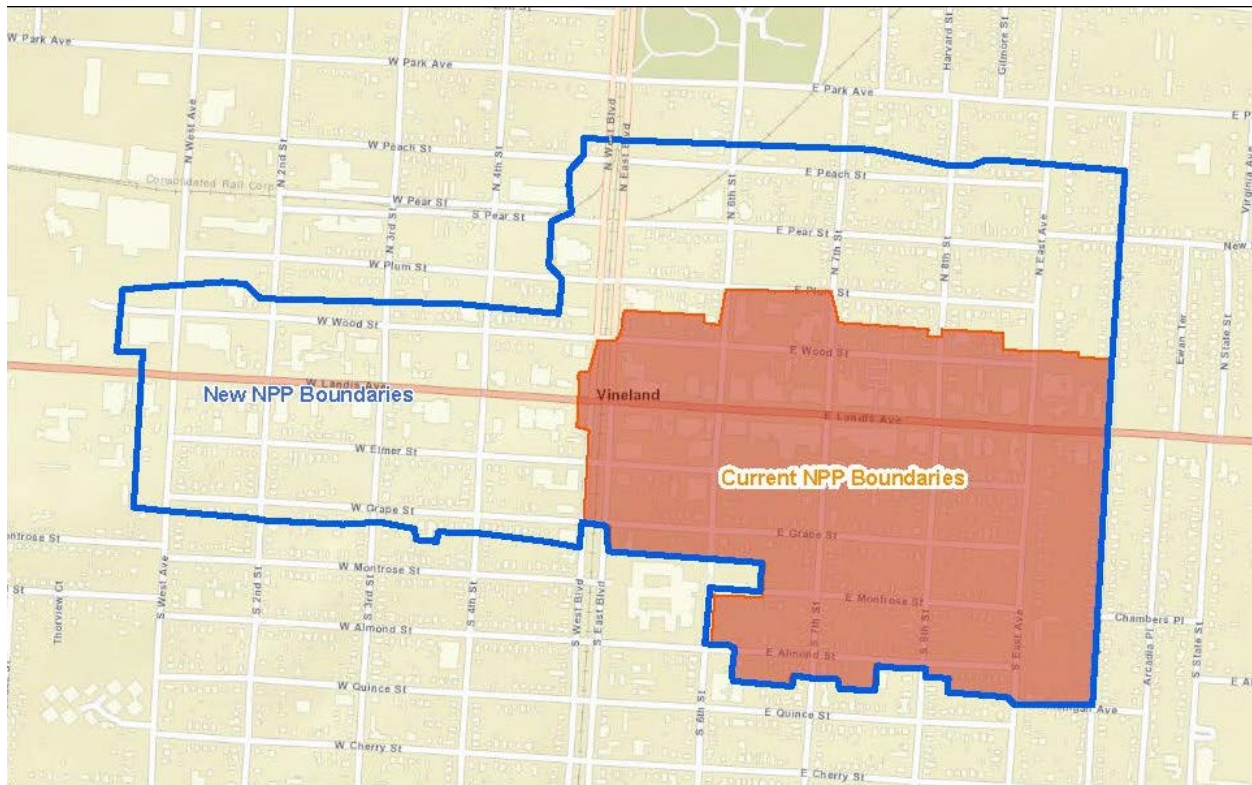 W Park Ave
W Park Ave
E Park Ave
Harvard St
Gilmore St
N West Ave
N 2nd St
N 4th St
N West Blvd
N East Blvd
W Peach St
E Peach St
Consolidated Rail Corp
W Pear St
S Pear St
N 6th St
E Pear St
N 3rd St
N 7th St
N 8th St
N East Ave
Virginia Ave
New
W Plum St
W Wood St
E Wood St
Ewan Ter
N State St
W Landis Ave
New NPP Boundaries
Vineland
E Landis Ave
W Elmer St
Current NPP Boundaries
W Grape St
E Grape St
ontrose St
W Montrose St
E Montrose St
Thorview Ct
S West Ave
S 2nd St
S 3rd St
S 4th St
S West Blvd
S East Blvd
S 7th St
S 8th St
S East Ave
Chambers Pl
Arcadia Pl
S State St
W Almond St
E Almond St
W Quince St
S 6th St
E Quince St
W Cherry St
E Cherry St